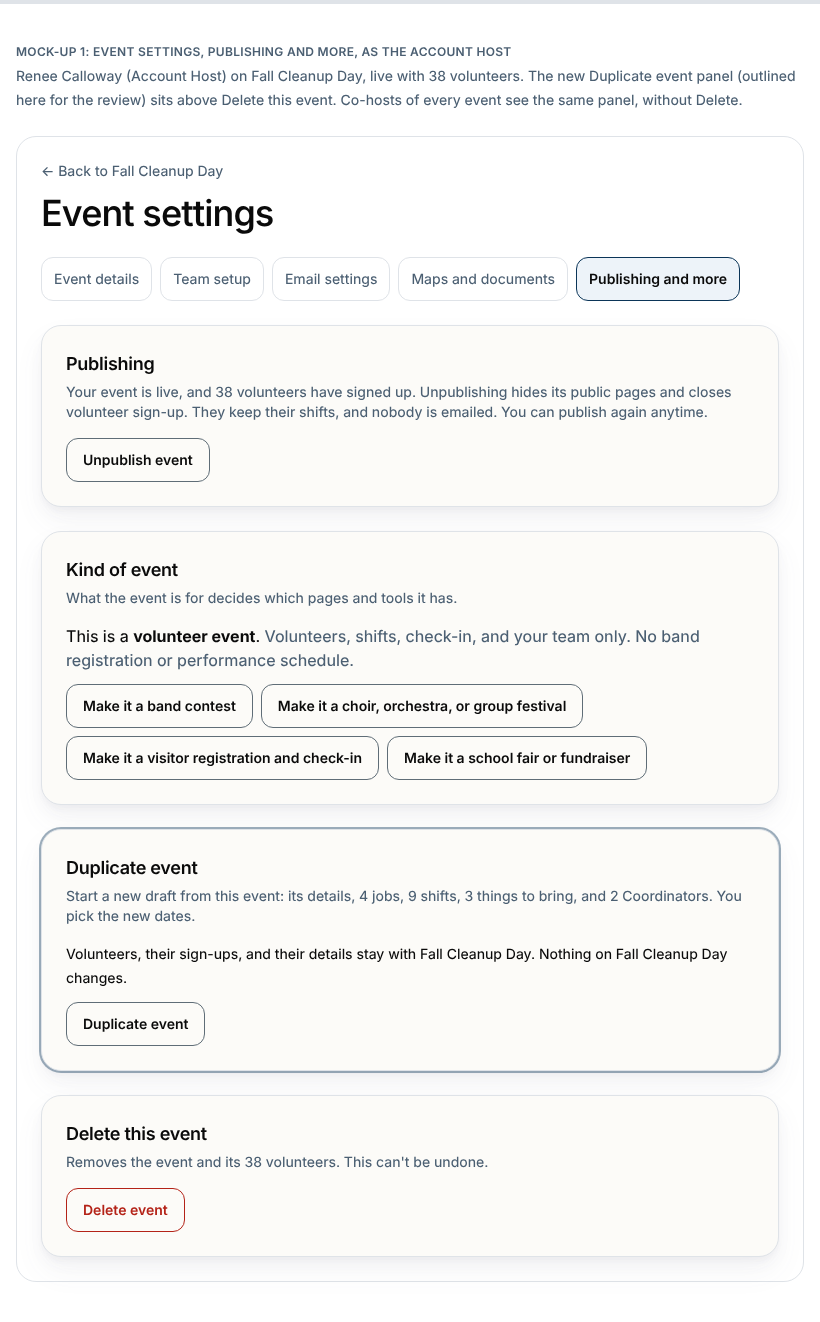 MOCK-UP 1: EVENT SETTINGS, PUBLISHING AND MORE, AS THE ACCOUNT HOST
Renee Calloway (Account Host) on Fall Cleanup Day, live with 38 volunteers. The new Duplicate event panel (outlined
here for the review) sits above Delete this event. Co-hosts of every event see the same panel, without Delete.
← Back to Fall Cleanup Day
Event settings
Event details
Team setup
Email settings
Maps and documents
Publishing and more
Publishing
Your event is live, and 38 volunteers have signed up. Unpublishing hides its public pages and closes
volunteer sign-up. They keep their shifts, and nobody is emailed. You can publish again anytime.
Unpublish event
Kind of event
What the event is for decides which pages and tools it has.
This is a volunteer event. Volunteers, shifts, check-in, and your team only. No band
registration or performance schedule.
Make it a band contest
Make it a choir, orchestra, or group festival
Make it a visitor registration and check-in
Make it a school fair or fundraiser
Duplicate event
Start a new draft from this event: its details, 4 jobs, 9 shifts, 3 things to bring, and 2 Coordinators. You
pick the new dates.
Volunteers, their sign-ups, and their details stay with Fall Cleanup Day. Nothing on Fall Cleanup Day
changes.
Duplicate event
Delete this event
Removes the event and its 38 volunteers. This can't be undone.
Delete event